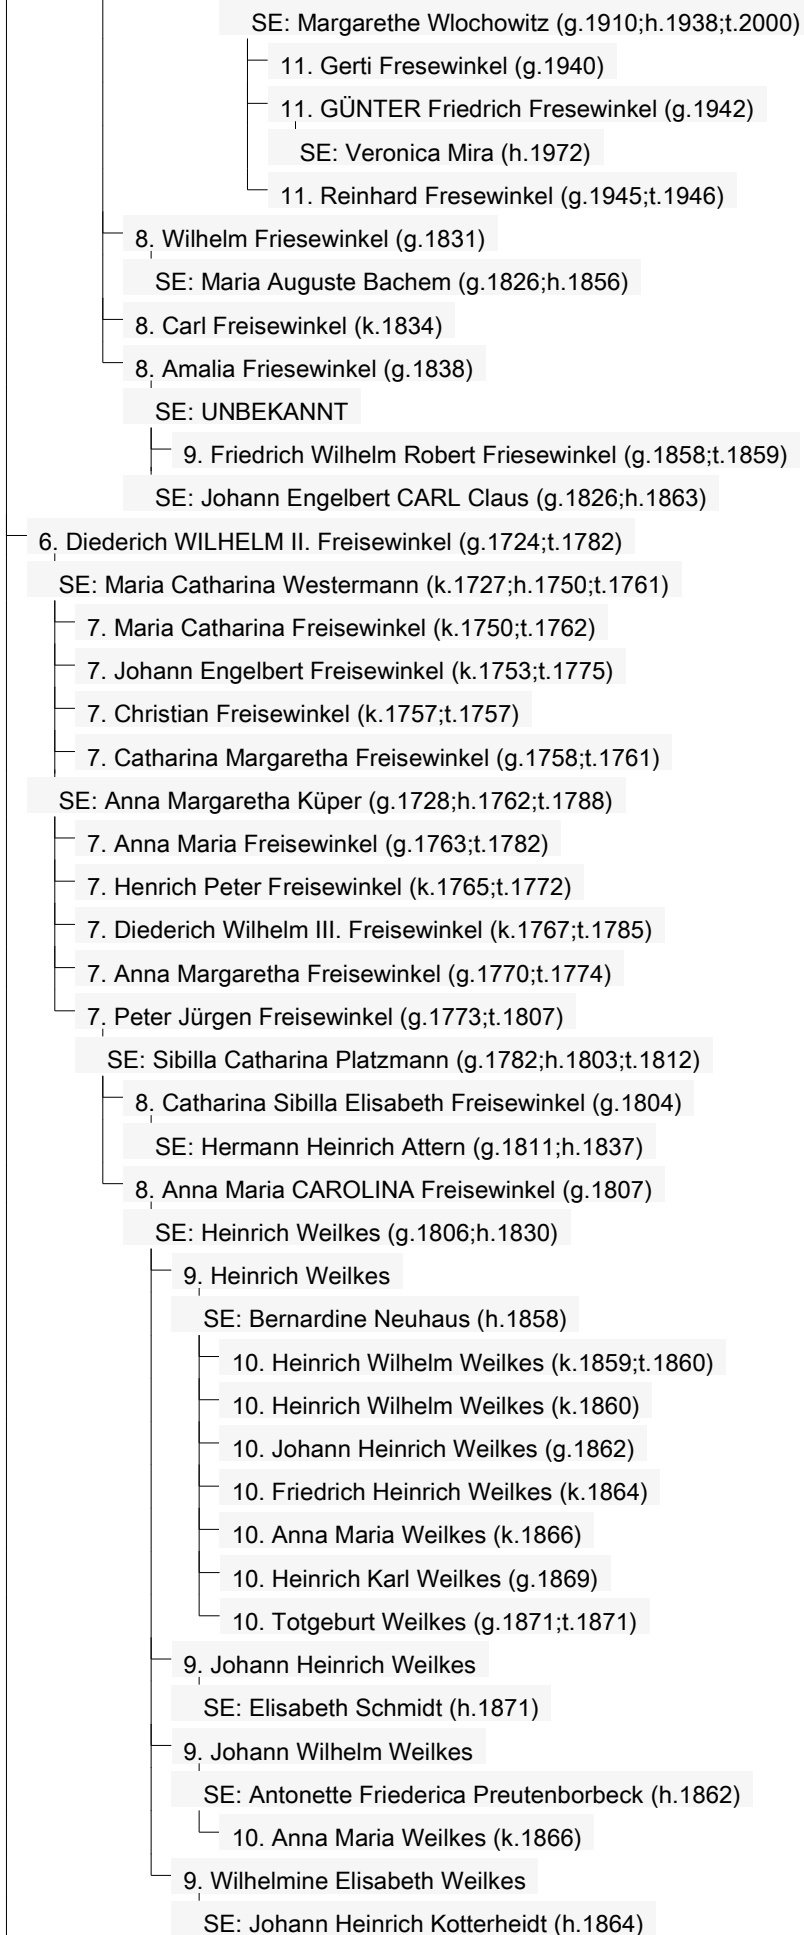 SE: Margarethe Wlochowitz (g.1910;h.1938;t.2000)
11. Gerti Fresewinkel (g.1940)
11. GÜNTER Friedrich Fresewinkel (g.1942)
SE: Veronica Mira (h.1972)
11. Reinhard Fresewinkel (g.1945;t.1946)
8. Wilhelm Friesewinkel (g.1831)
SE: Maria Auguste Bachem (g.1826;h.1856)
8. Carl Freisewinkel (k.1834)
8. Amalia Friesewinkel (g.1838)
SE: UNBEKANNT
9. Friedrich Wilhelm Robert Friesewinkel (g.1858;t.1859)
SE: Johann Engelbert CARL Claus (g.1826;h.1863)
6. Diederich WILHELM II. Freisewinkel (g.1724;t.1782)
SE: Maria Catharina Westermann (k.1727;h.1750;t.1761)
7. Maria Catharina Freisewinkel (k.1750;t.1762)
7. Johann Engelbert Freisewinkel (k.1753;t.1775)
7. Christian Freisewinkel (k.1757;t.1757)
7. Catharina Margaretha Freisewinkel (g.1758;t.1761)
SE: Anna Margaretha Küper (g.1728;h.1762;t.1788)
7. Anna Maria Freisewinkel (g.1763;t.1782)
7. Henrich Peter Freisewinkel (k.1765;t.1772)
7. Diederich Wilhelm III. Freisewinkel (k.1767;t.1785)
7. Anna Margaretha Freisewinkel (g.1770;t.1774)
7. Peter Jürgen Freisewinkel (g.1773;t.1807)
SE: Sibilla Catharina Platzmann (g.1782;h.1803;t.1812)
8. Catharina Sibilla Elisabeth Freisewinkel (g.1804)
SE: Hermann Heinrich Attern (g.1811;h.1837)
8. Anna Maria CAROLINA Freisewinkel (g.1807)
SE: Heinrich Weilkes (g.1806;h.1830)
9. Heinrich Weilkes
SE: Bernardine Neuhaus (h.1858)
10. Heinrich Wilhelm Weilkes (k.1859;t.1860)
10. Heinrich Wilhelm Weilkes (k.1860)
10. Johann Heinrich Weilkes (g.1862)
10. Friedrich Heinrich Weilkes (k.1864)
10. Anna Maria Weilkes (k.1866)
10. Heinrich Karl Weilkes (g.1869)
10. Totgeburt Weilkes (g.1871;t.1871)
9. Johann Heinrich Weilkes
SE: Elisabeth Schmidt (h.1871)
9. Johann Wilhelm Weilkes
SE: Antonette Friederica Preutenborbeck (h.1862)
10. Anna Maria Weilkes (k.1866)
9. Wilhelmine Elisabeth Weilkes
SE: Johann Heinrich Kotterheidt (h.1864)